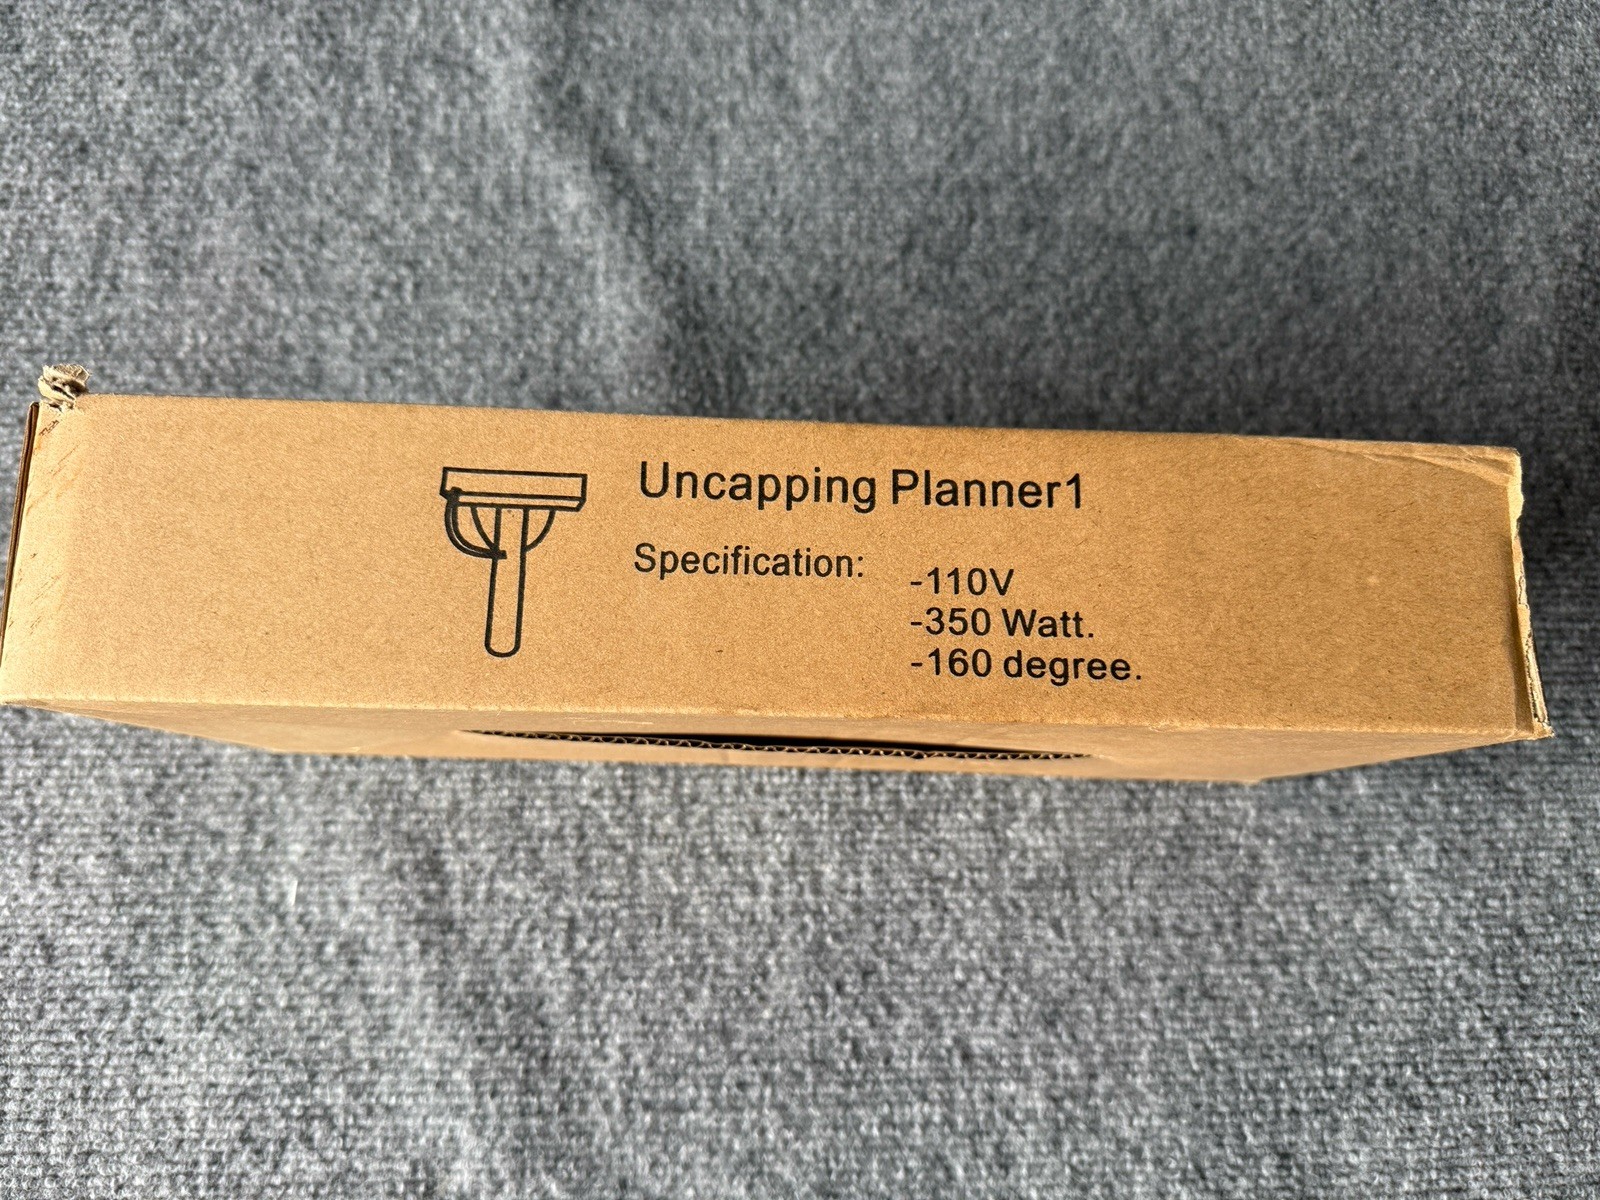 Uncapping Planner1
Specification:
-110V
-350 Watt.
-160 degree.